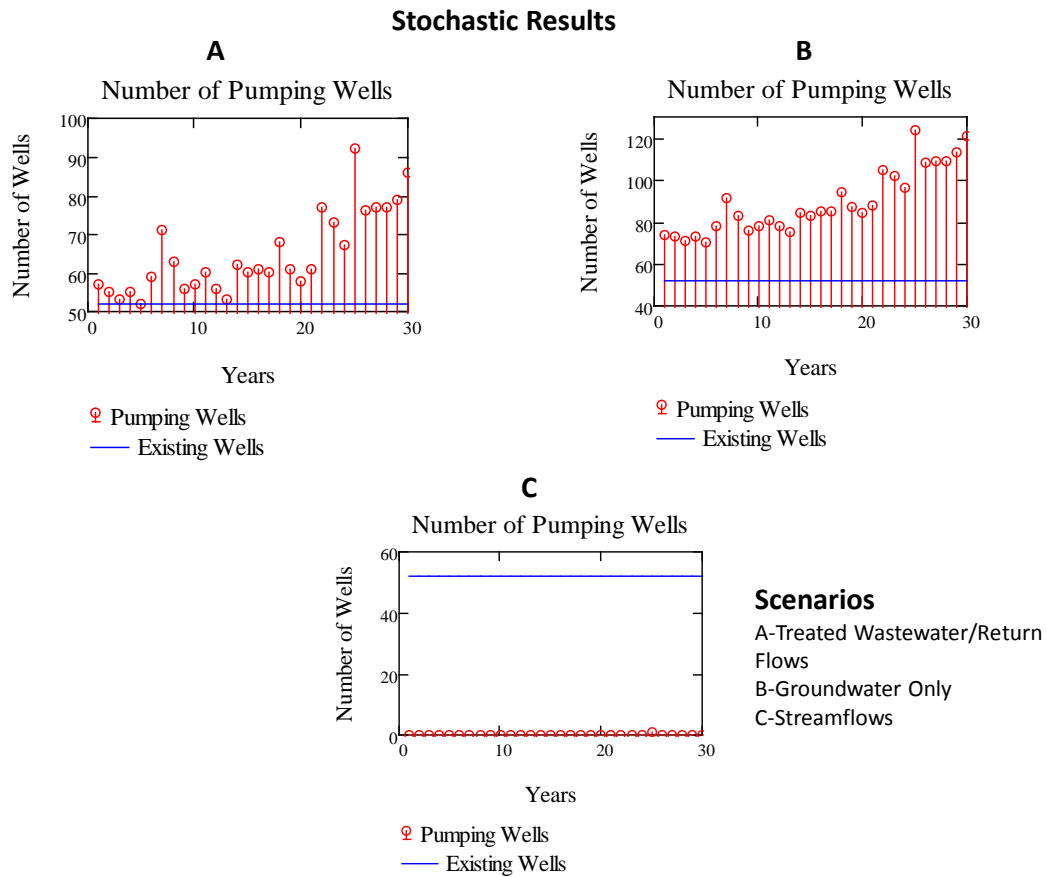 Stochastic Results
A
Number of Pumping Wells
Number of Wells
100
90
80
70
60
50
0
10
20
30
Years
Pumping Wells
Existing Wells
B
Number of Pumping Wells
Number of Wells
120
100
80
60
40
0
10
20
30
Years
Pumping Wells
Existing Wells
C
Number of Pumping Wells
Number of Wells
60
40
20
0
0
10
20
30
Years
Pumping Wells
Existing Wells
Scenarios
A-Treated Wastewater/Return
Flows
B-Groundwater Only
C-Streamflows